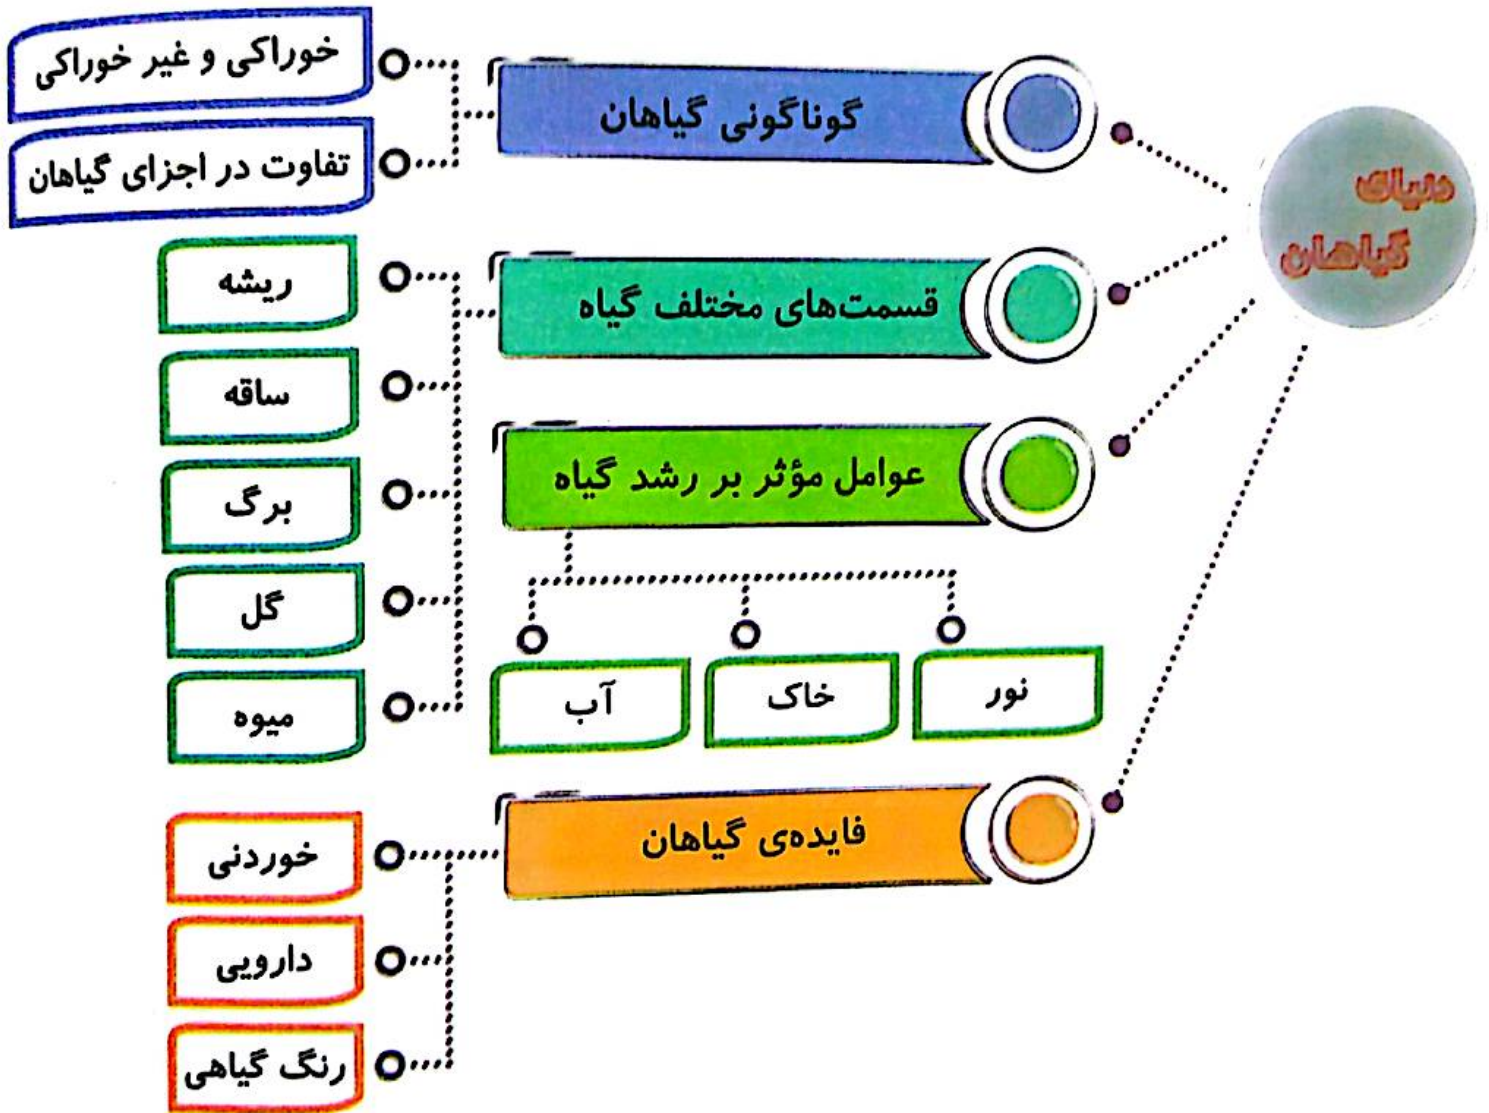 دنیای
گیاهان
گوناگونی گیاهان
خوراکی و غیر خوراکی
تفاوت در اجزای گیاهان
قسمت‌های مختلف گیاه
ریشه
ساقه
برگ
گل
میوه
عوامل مؤثر بر رشد گیاه
نور
خاک
آب
فایده‌ی گیاهان
خوردنی
دارویی
رنگ گیاهی